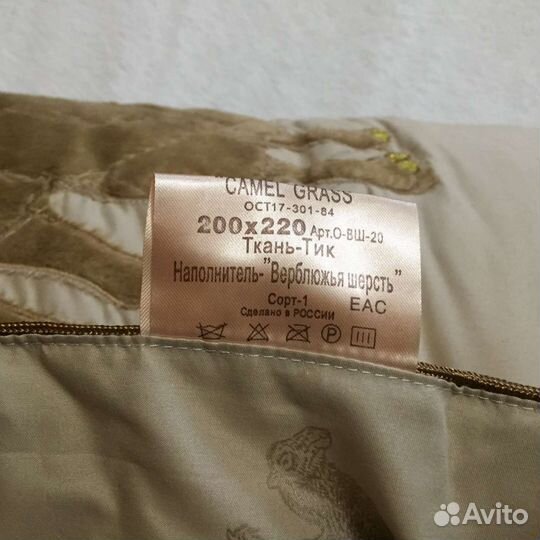 "CAMEL GRASS
ОСТ17-301-84
200х220 Арт.О-ВШ-20
Ткань-Тик
Наполнитель-"Верблюжья шерсть"
Сорт-1 ЕАС
Сделано в РОССИИ
Avito